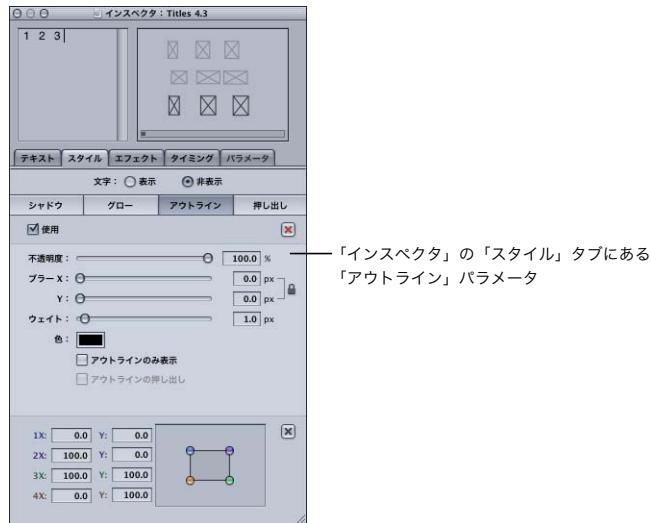 インスペクタ：Titles 4.3
1 2 3
テキスト スタイル エフェクト タイミング パラメータ
文字： 表示 非表示
シャドウ グロー アウトライン 押し出し
使用
不透明度： 100.0 %
ブラー X： 0.0 px
Y： 0.0 px
ウェイト： 1.0 px
色：
アウトラインのみ表示
アウトラインの押し出し
1X: 0.0 Y: 0.0
2X: 100.0 Y: 0.0
3X: 100.0 Y: 100.0
4X: 0.0 Y: 100.0
「インスペクタ」の「スタイル」タブにある
「アウトライン」パラメータ